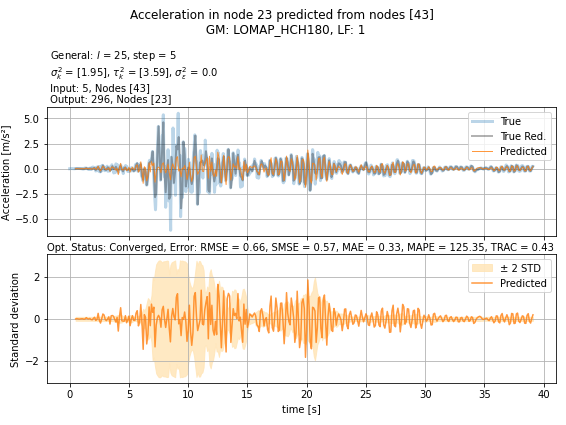 Acceleration in node 23 predicted from nodes [43]
GM: LOMAP_HCH180, LF: 1
General: l = 25, step = 5
σ²ₖ = [1.95], τ²ₖ = [3.59], σ²ε = 0.0
Input: 5, Nodes [43]
Output: 296, Nodes [23]
Acceleration [m/s²]
5.0
2.5
0.0
−2.5
−5.0
True
True Red.
Predicted
Opt. Status: Converged, Error: RMSE = 0.66, SMSE = 0.57, MAE = 0.33, MAPE = 125.35, TRAC = 0.43
Standard deviation
2
0
−2
± 2 STD
Predicted
0 5 10 15 20 25 30 35 40
time [s]